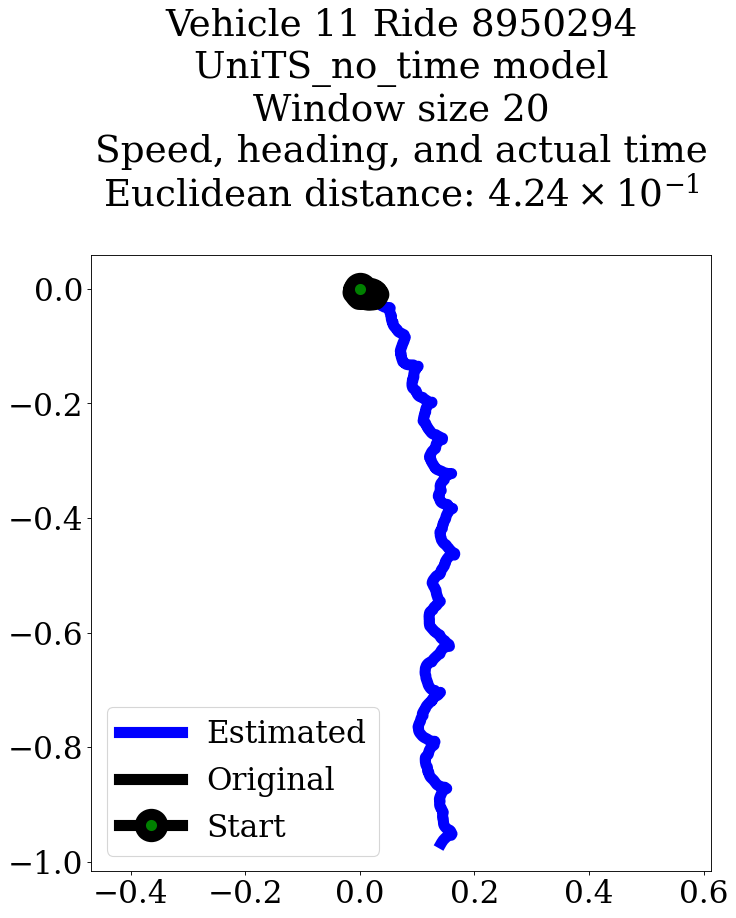 Vehicle 11 Ride 8950294
UniTS_no_time model
Window size 20
Speed, heading, and actual time
Euclidean distance: 4.24 × 10⁻¹
0.0
−0.2
−0.4
−0.6
−0.8
−1.0
Estimated
Original
Start
−0.4 −0.2 0.0 0.2 0.4 0.6